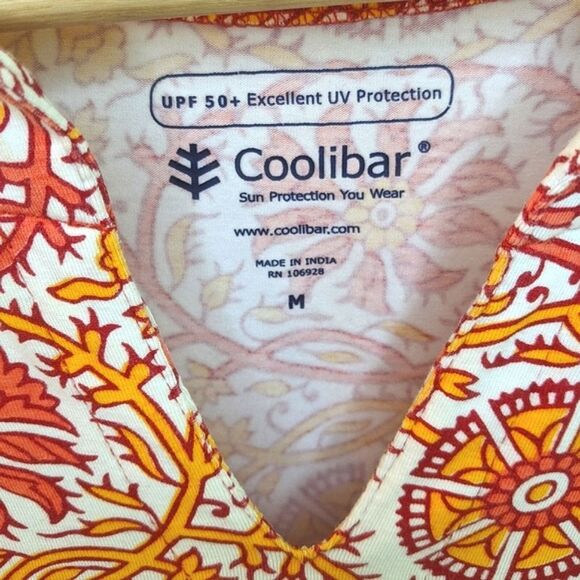 UPF 50+ Excellent UV Protection
Coolibar®
Sun Protection You Wear
www.coolibar.com
MADE IN INDIA
RN 106928
M